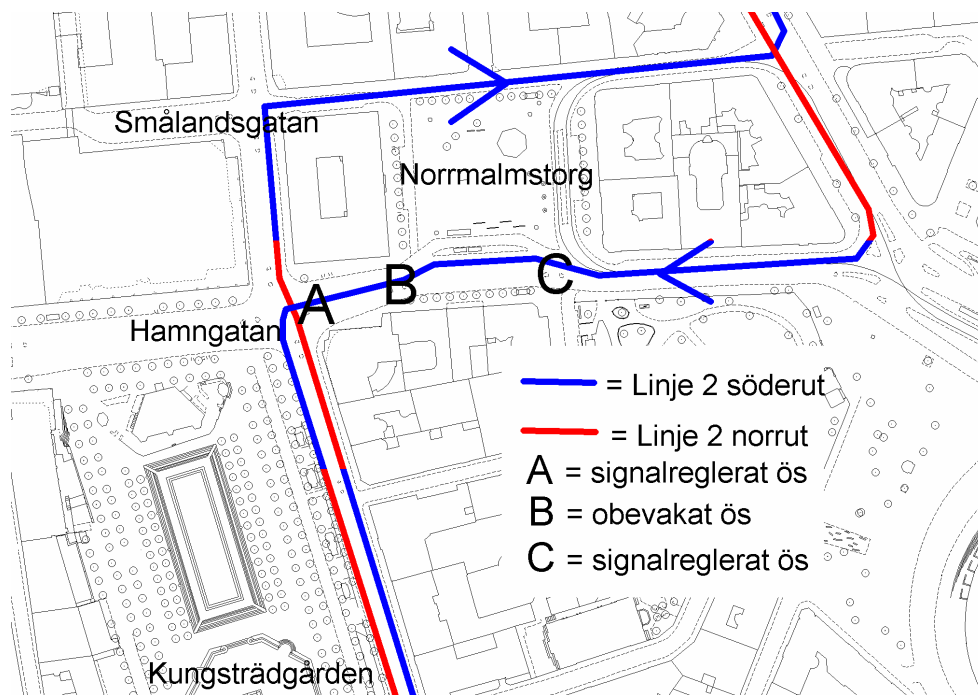 Smålandsgatan
Norrmalmstorg
A
B
C
Hamngatan
= Linje 2 söderut
= Linje 2 norrut
A = signalreglerat ös
B = obevakat ös
C = signalreglerat ös
Kungsträdgården